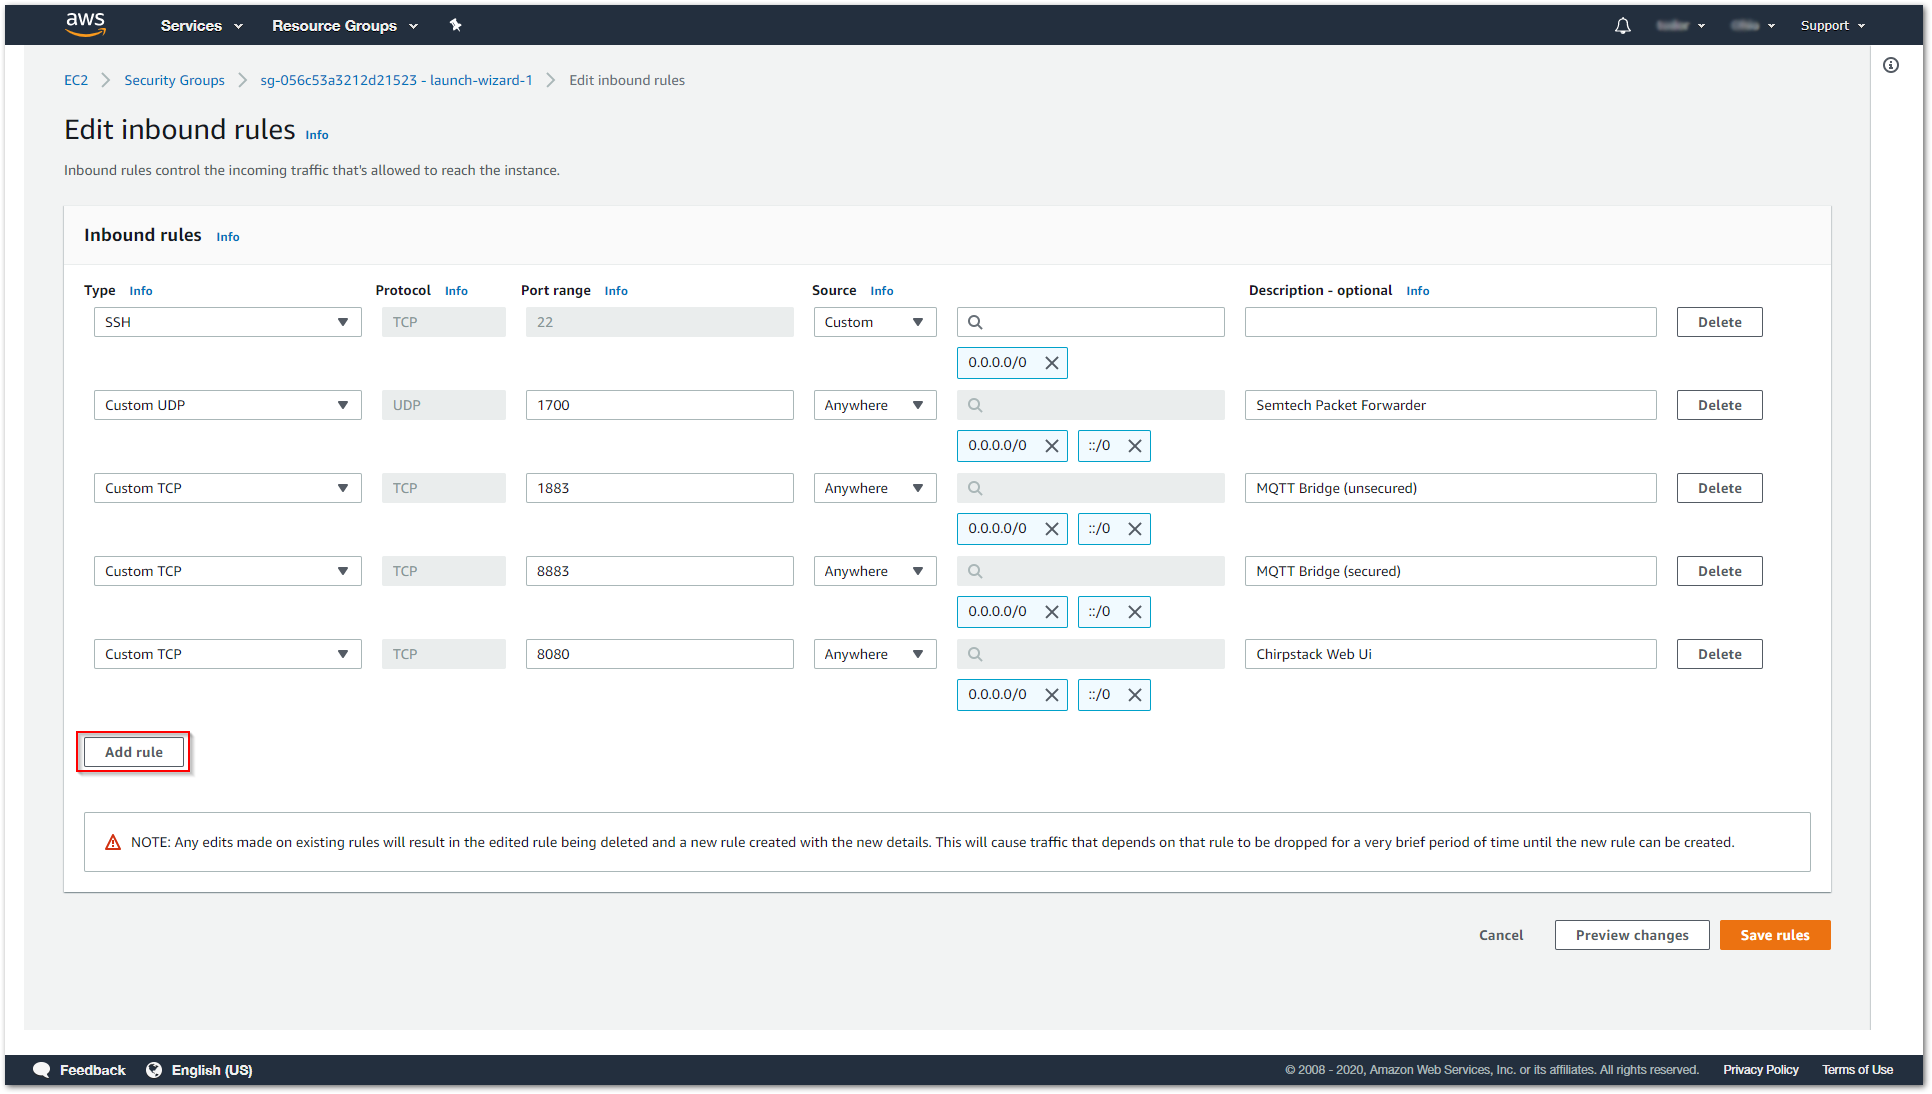 aws Services Resource Groups Support
EC2 Security Groups sg-056c53a3212d21523 - launch-wizard-1 Edit inbound rules
Edit inbound rules Info
Inbound rules control the incoming traffic that's allowed to reach the instance.
Inbound rules Info
Type Info Protocol Info Port range Info Source Info Description - optional Info
SSH TCP 22 Custom Delete
0.0.0.0/0
Custom UDP UDP 1700 Anywhere Semtech Packet Forwarder Delete
0.0.0.0/0 ::/0
Custom TCP TCP 1883 Anywhere MQTT Bridge (unsecured) Delete
0.0.0.0/0 ::/0
Custom TCP TCP 8883 Anywhere MQTT Bridge (secured) Delete
0.0.0.0/0 ::/0
Custom TCP TCP 8080 Anywhere Chirpstack Web Ui Delete
0.0.0.0/0 ::/0
Add rule
NOTE: Any edits made on existing rules will result in the edited rule being deleted and a new rule created with the new details. This will cause traffic that depends on that rule to be dropped for a very brief period of time until the new rule can be created.
Cancel Preview changes Save rules
Feedback English (US) © 2008 - 2020, Amazon Web Services, Inc. or its affiliates. All rights reserved. Privacy Policy Terms of Use